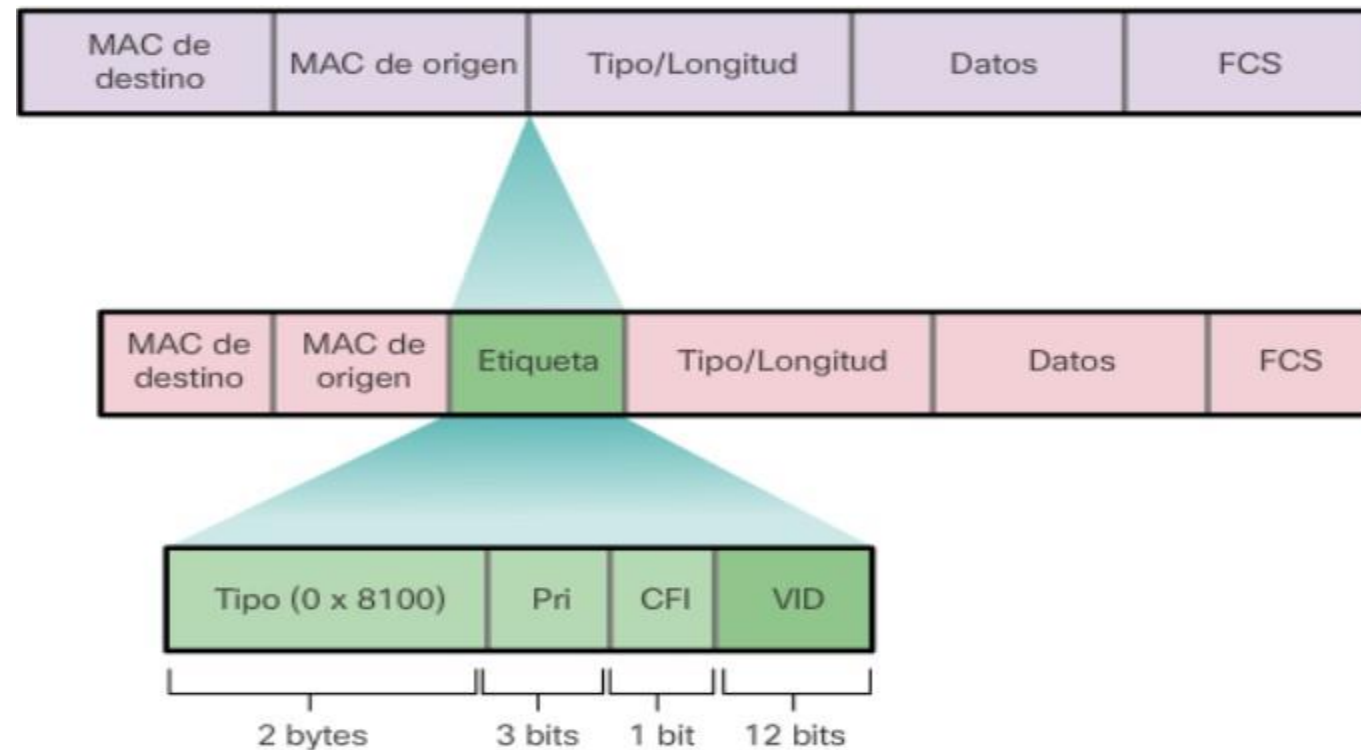 MAC de
destino
MAC de origen
Tipo/Longitud
Datos
FCS
MAC de
destino
MAC de
origen
Etiqueta
Tipo/Longitud
Datos
FCS
Tipo (0 x 8100)
Pri
CFI
VID
2 bytes
3 bits
1 bit
12 bits